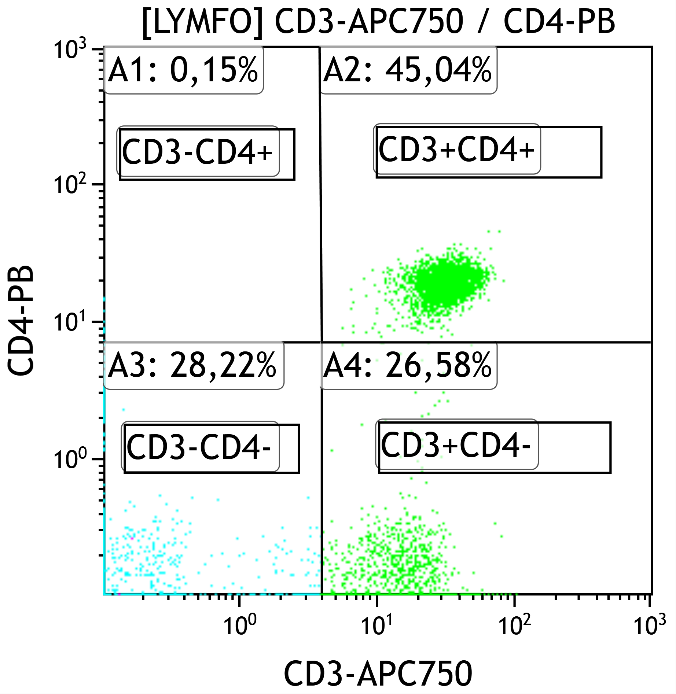 [LYMFO] CD3-APC750 / CD4-PB
10³
A1: 0,15%
A2: 45,04%
CD3-CD4+
CD3+CD4+
10²
CD4-PB
10¹
A3: 28,22%
A4: 26,58%
CD3-CD4-
CD3+CD4-
10⁰
10⁰
10¹
10²
10³
CD3-APC750